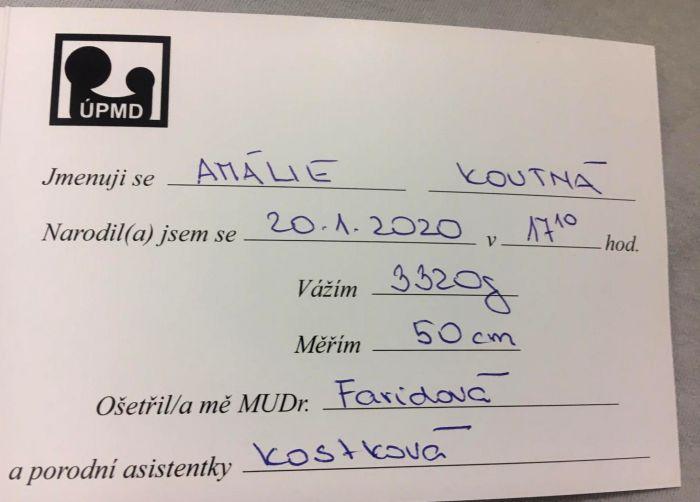 ÚPMD
Jmenuji se AMÁLIE KOUTNÁ
Narodil(a) jsem se 20.1.2020 v 17¹⁰ hod.
Vážím 3320g
Měřím 50 cm
Ošetřil/a mě MUDr. Faridová
a porodní asistentky Kostková